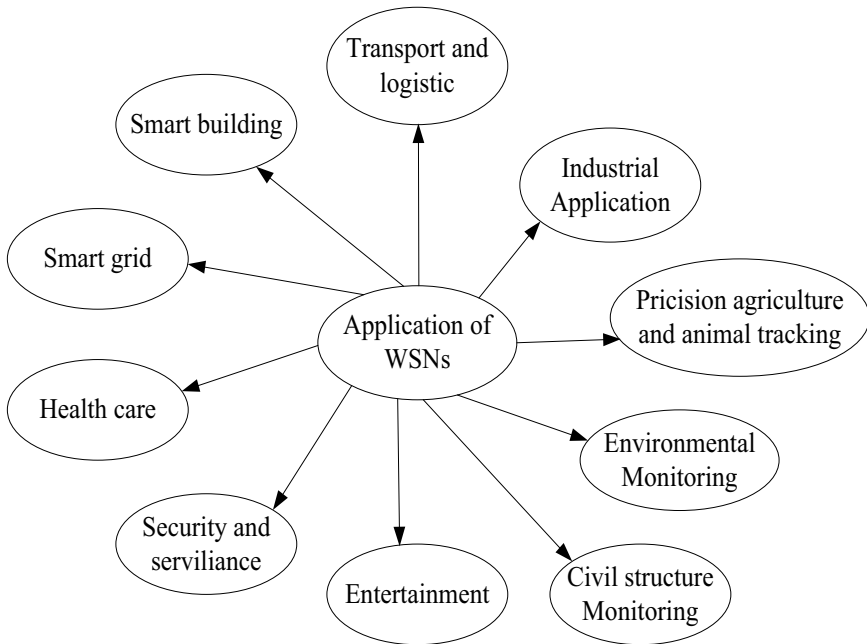 Transport and
logistic
Smart building
Industrial
Application
Smart grid
Pricision agriculture
and animal tracking
Application of
WSNs
Health care
Environmental
Monitoring
Security and
serviliance
Entertainment
Civil structure
Monitoring